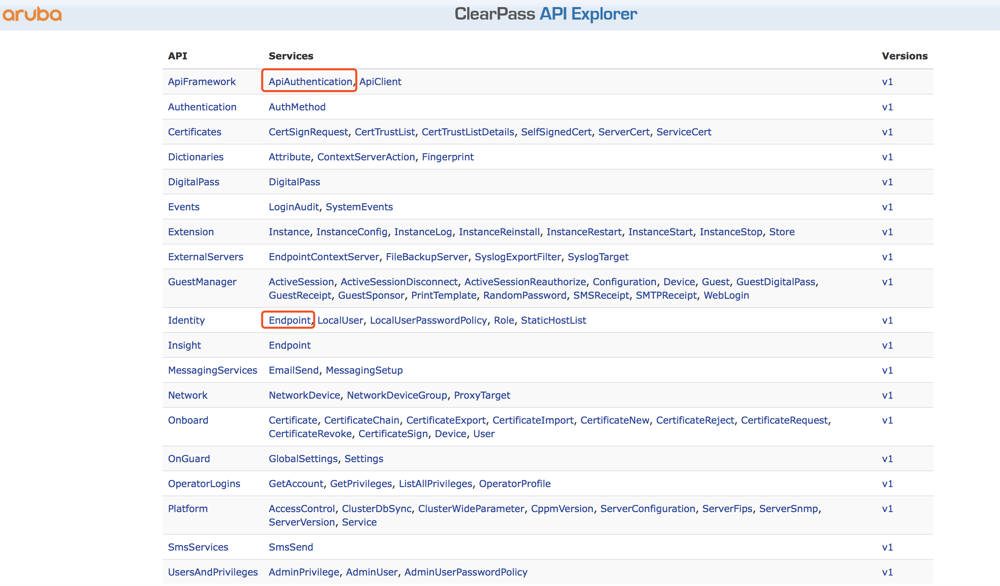 aruba
ClearPass API Explorer
API Services Versions
ApiFramework ApiAuthentication, ApiClient v1
Authentication AuthMethod v1
Certificates CertSignRequest, CertTrustList, CertTrustListDetails, SelfSignedCert, ServerCert, ServiceCert v1
Dictionaries Attribute, ContextServerAction, Fingerprint v1
DigitalPass DigitalPass v1
Events LoginAudit, SystemEvents v1
Extension Instance, InstanceConfig, InstanceLog, InstanceReinstall, InstanceRestart, InstanceStart, InstanceStop, Store v1
ExternalServers EndpointContextServer, FileBackupServer, SyslogExportFilter, SyslogTarget v1
GuestManager ActiveSession, ActiveSessionDisconnect, ActiveSessionReauthorize, Configuration, Device, Guest, GuestDigitalPass, v1
GuestReceipt, GuestSponsor, PrintTemplate, RandomPassword, SMSReceipt, SMTPReceipt, WebLogin
Identity Endpoint, LocalUser, LocalUserPasswordPolicy, Role, StaticHostList v1
Insight Endpoint v1
MessagingServices EmailSend, MessagingSetup v1
Network NetworkDevice, NetworkDeviceGroup, ProxyTarget v1
Onboard Certificate, CertificateChain, CertificateExport, CertificateImport, CertificateNew, CertificateReject, CertificateRequest, v1
CertificateRevoke, CertificateSign, Device, User
OnGuard GlobalSettings, Settings v1
OperatorLogins GetAccount, GetPrivileges, ListAllPrivileges, OperatorProfile v1
Platform AccessControl, ClusterDbSync, ClusterWideParameter, CppmVersion, ServerConfiguration, ServerFips, ServerSnmp, v1
ServerVersion, Service
SmsServices SmsSend v1
UsersAndPrivileges AdminPrivilege, AdminUser, AdminUserPasswordPolicy v1